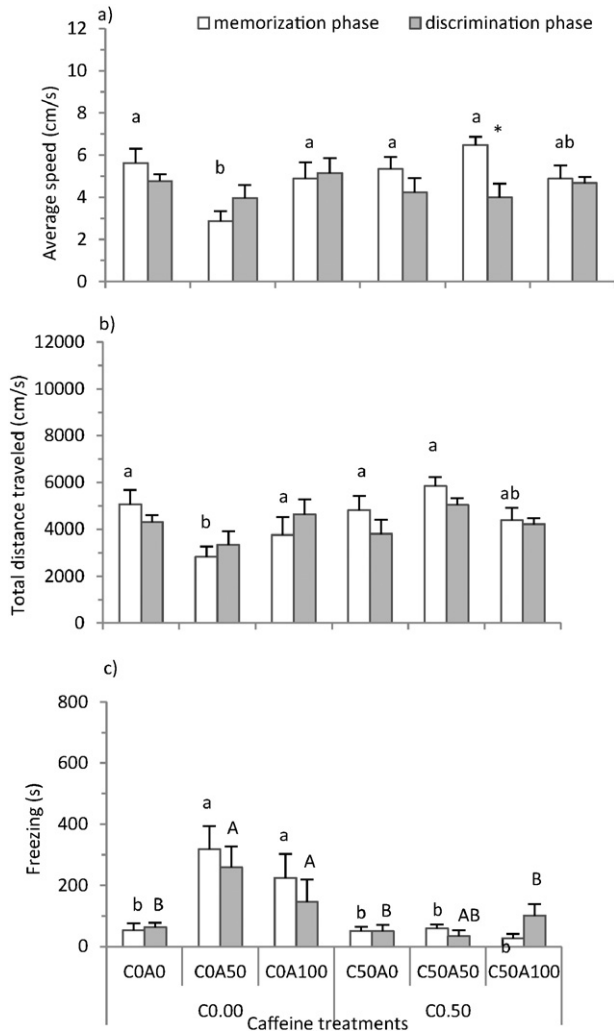 a)
memorization phase discrimination phase
12
10
8
6
4
2
0
Average speed (cm/s)
a b a a a * ab
b)
12000
10000
8000
6000
4000
2000
0
Total distance traveled (cm/s)
a b a a a ab
c)
800
600
400
200
0
Freezing (s)
b B a A a A b B b AB b B
C0A0 C0A50 C0A100 C50A0 C50A50 C50A100
C0.00 C0.50
Caffeine treatments